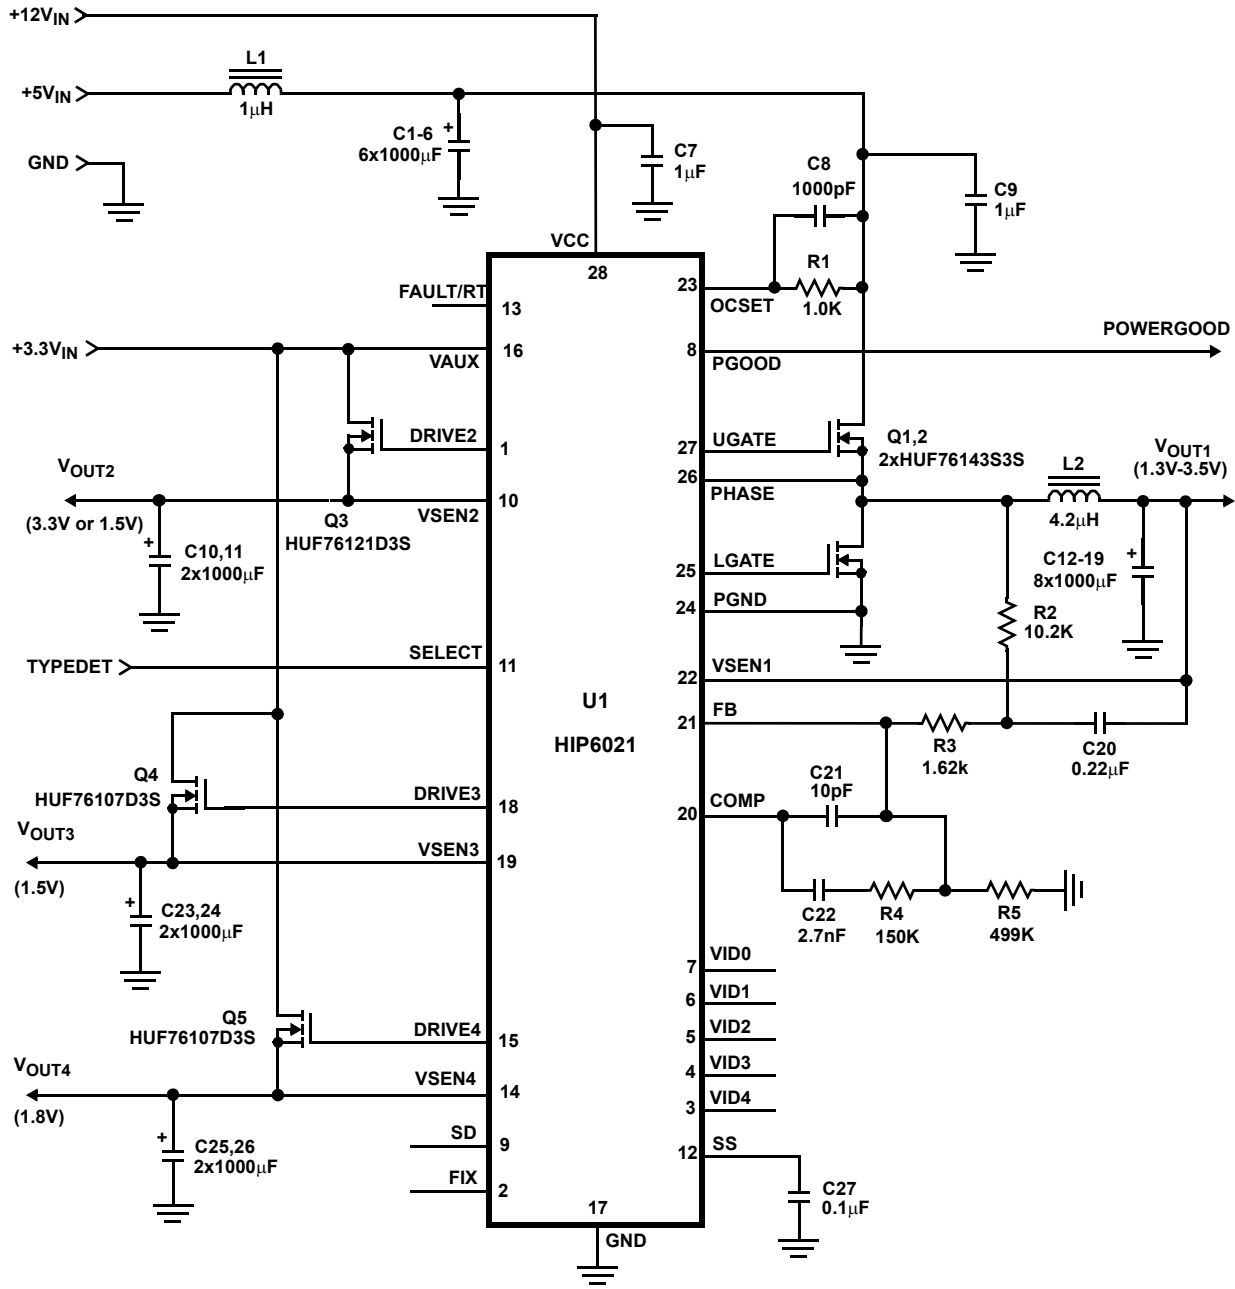 +12VIN
L1
+5VIN
1μH
C1-6
6x1000μF
GND
C7
1μF
C8
1000pF
C9
1μF
VCC
28
R1
1.0K
23
OCSET
FAULT/RT
13
+3.3VIN
16
VAUX
8
PGOOD
POWERGOOD
DRIVE2
1
27
UGATE
Q1,2
2xHUF76143S3S
26
PHASE
VOUT1
(1.3V-3.5V)
L2
4.2μH
VOUT2
(3.3V or 1.5V)
10
VSEN2
Q3
HUF76121D3S
C10,11
2x1000μF
25
LGATE
C12-19
8x1000μF
24
PGND
R2
10.2K
TYPEDET
SELECT
11
22
VSEN1
U1
HIP6021
21
FB
R3
1.62k
C20
0.22μF
Q4
HUF76107D3S
DRIVE3
18
C21
10pF
20
COMP
VOUT3
(1.5V)
VSEN3
19
C23,24
2x1000μF
C22
2.7nF
R4
150K
R5
499K
7
VID0
6
VID1
5
VID2
4
VID3
3
VID4
Q5
HUF76107D3S
DRIVE4
15
VOUT4
(1.8V)
VSEN4
14
C25,26
2x1000μF
SD
9
FIX
2
12
SS
C27
0.1μF
17
GND